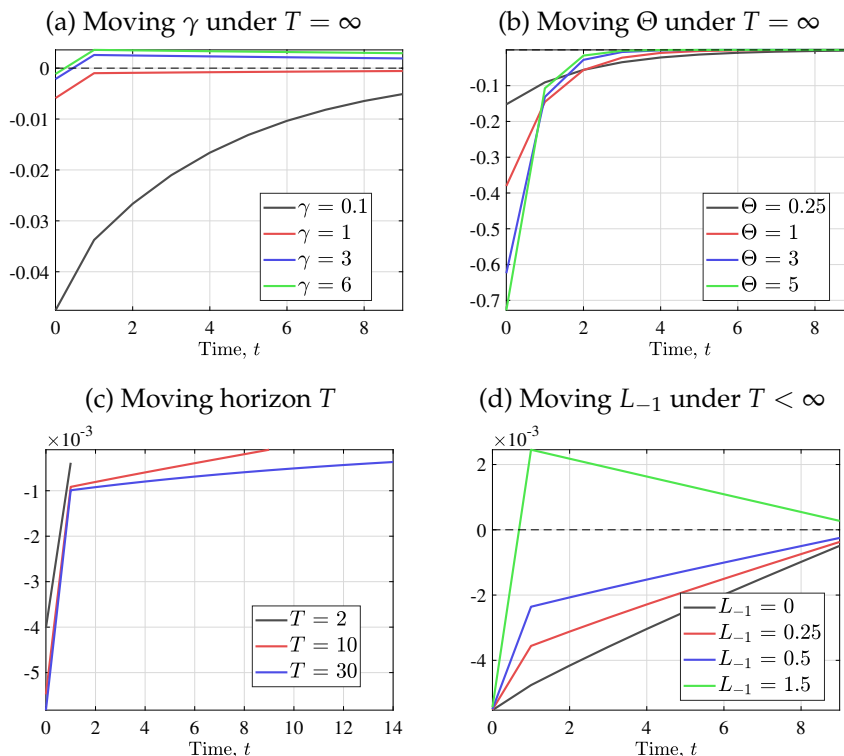 (a) Moving γ under T = ∞
0
-0.01
-0.02
-0.03
-0.04
γ = 0.1
γ = 1
γ = 3
γ = 6
0 2 4 6 8
Time, t
(b) Moving Θ under T = ∞
-0.1
-0.2
-0.3
-0.4
-0.5
-0.6
-0.7
Θ = 0.25
Θ = 1
Θ = 3
Θ = 5
0 2 4 6 8
Time, t
(c) Moving horizon T
×10⁻³
-1
-2
-3
-4
-5
T = 2
T = 10
T = 30
0 2 4 6 8 10 12 14
Time, t
(d) Moving L₋₁ under T < ∞
×10⁻³
2
0
-2
-4
L₋₁ = 0
L₋₁ = 0.25
L₋₁ = 0.5
L₋₁ = 1.5
0 2 4 6 8
Time, t